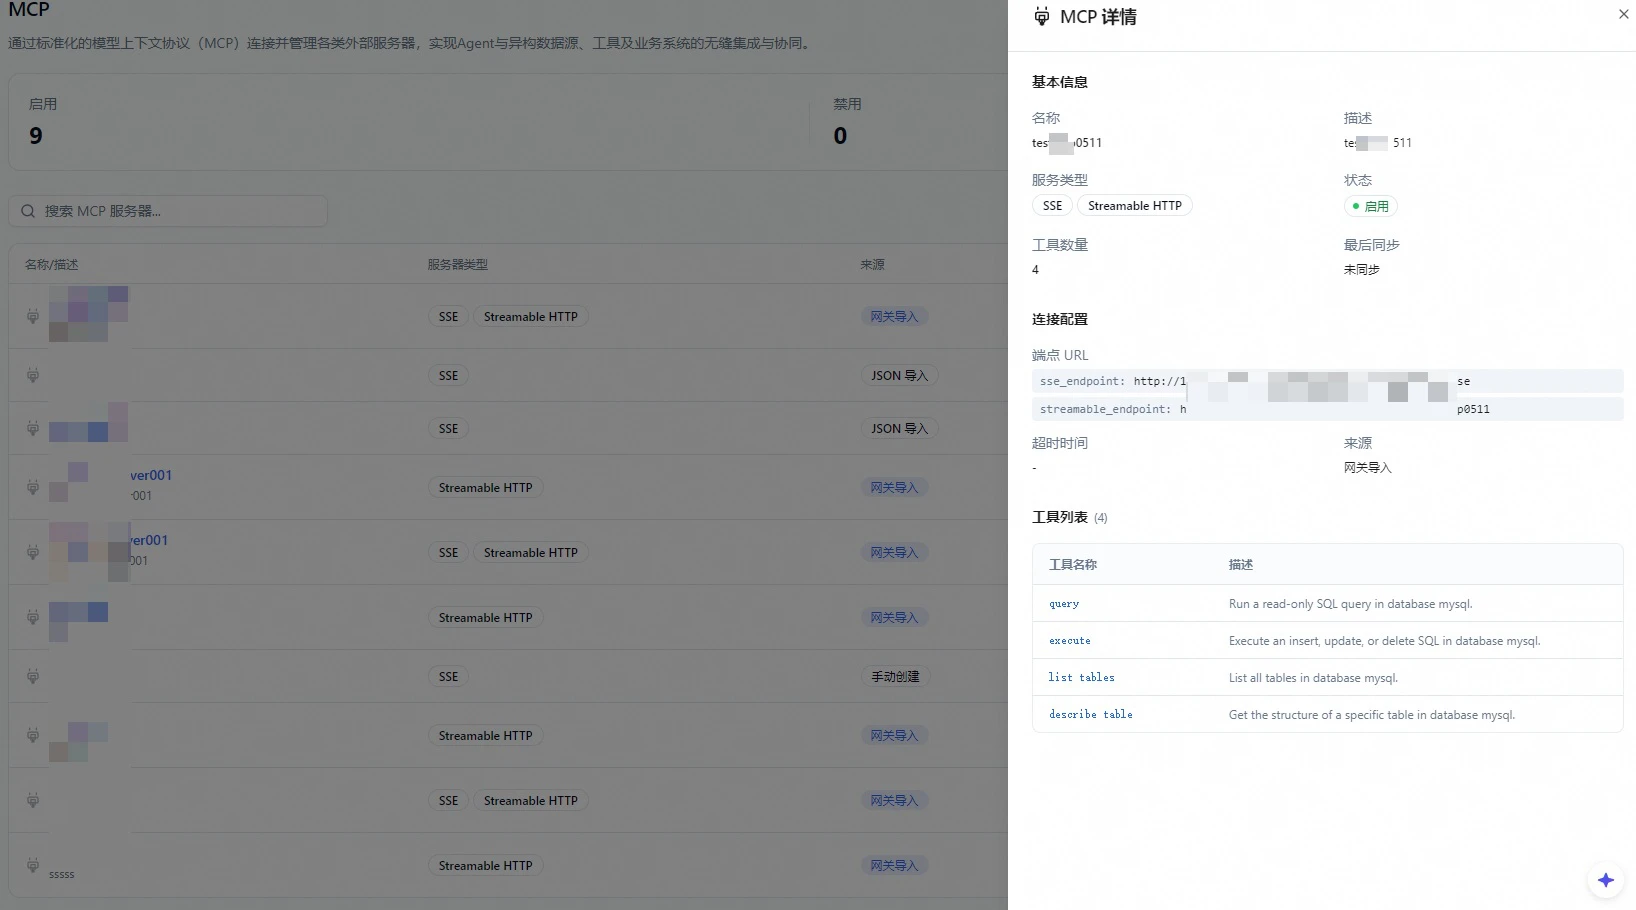 MCP
通过标准化的模型上下文协议（MCP）连接并管理各类外部服务器，实现Agent与异构数据源、工具及业务系统的无缝集成与协同。
启用
9
禁用
0
搜索 MCP 服务器...
名称/描述 服务器类型 来源
SSE Streamable HTTP 网关导入
SSE JSON 导入
SSE JSON 导入
ver001
001
Streamable HTTP 网关导入
er001
001
SSE Streamable HTTP 网关导入
Streamable HTTP 网关导入
SSE 手动创建
Streamable HTTP 网关导入
SSE Streamable HTTP 网关导入
sssss
Streamable HTTP 网关导入
MCP 详情
基本信息
名称 描述
tes 0511 te 511
服务类型 状态
SSE Streamable HTTP 启用
工具数量 最后同步
4 未同步
连接配置
端点 URL
sse_endpoint: http://1 se
streamable_endpoint: h p0511
超时时间 来源
- 网关导入
工具列表 (4)
工具名称 描述
query Run a read-only SQL query in database mysql.
execute Execute an insert, update, or delete SQL in database mysql.
list tables List all tables in database mysql.
describe table Get the structure of a specific table in database mysql.